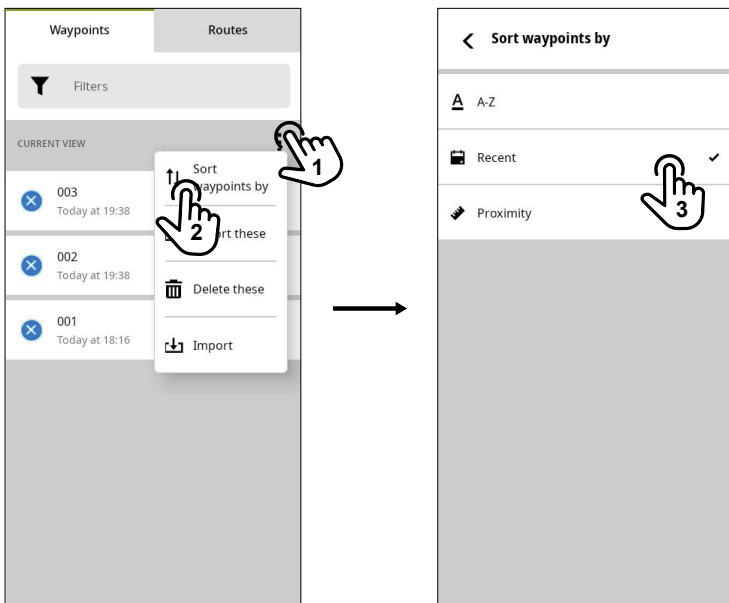 Waypoints
Routes
Filters
CURRENT VIEW
1
Sort
waypoints by
003
Today at 19:38
2
rt these
002
Today at 19:38
Delete these
001
Today at 18:16
Import
Sort waypoints by
A A-Z
Recent
3
Proximity